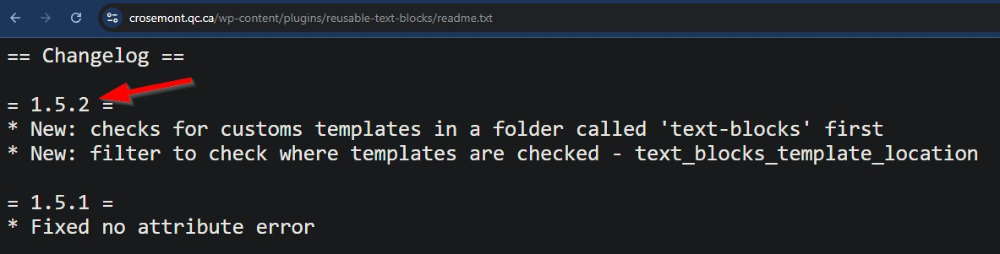 crosemont.qc.ca/wp-content/plugins/reusable-text-blocks/readme.txt
== Changelog ==
= 1.5.2 =
* New: checks for customs templates in a folder called 'text-blocks' first
* New: filter to check where templates are checked - text_blocks_template_location
= 1.5.1 =
* Fixed no attribute error